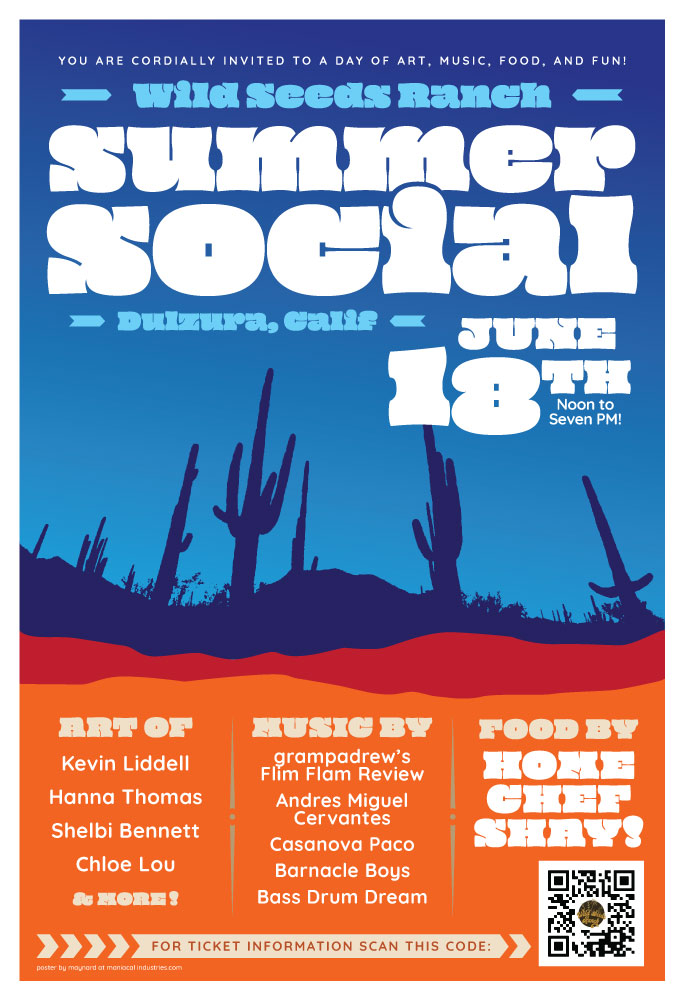 YOU ARE CORDIALLY INVITED TO A DAY OF ART, MUSIC, FOOD, AND FUN!
Wild Seeds Ranch
summer
social
Dulzura, Calif
JUNE
18TH
Noon to
Seven PM!
ART OF
Kevin Liddell
Hanna Thomas
Shelbi Bennett
Chloe Lou
& MORE!
MUSIC BY
grampadrew's
Flim Flam Review
Andres Miguel
Cervantes
Casanova Paco
Barnacle Boys
Bass Drum Dream
FOOD BY
HOME
CHEF
SHAY!
FOR TICKET INFORMATION SCAN THIS CODE:
poster by maynard at maniacal industries.com